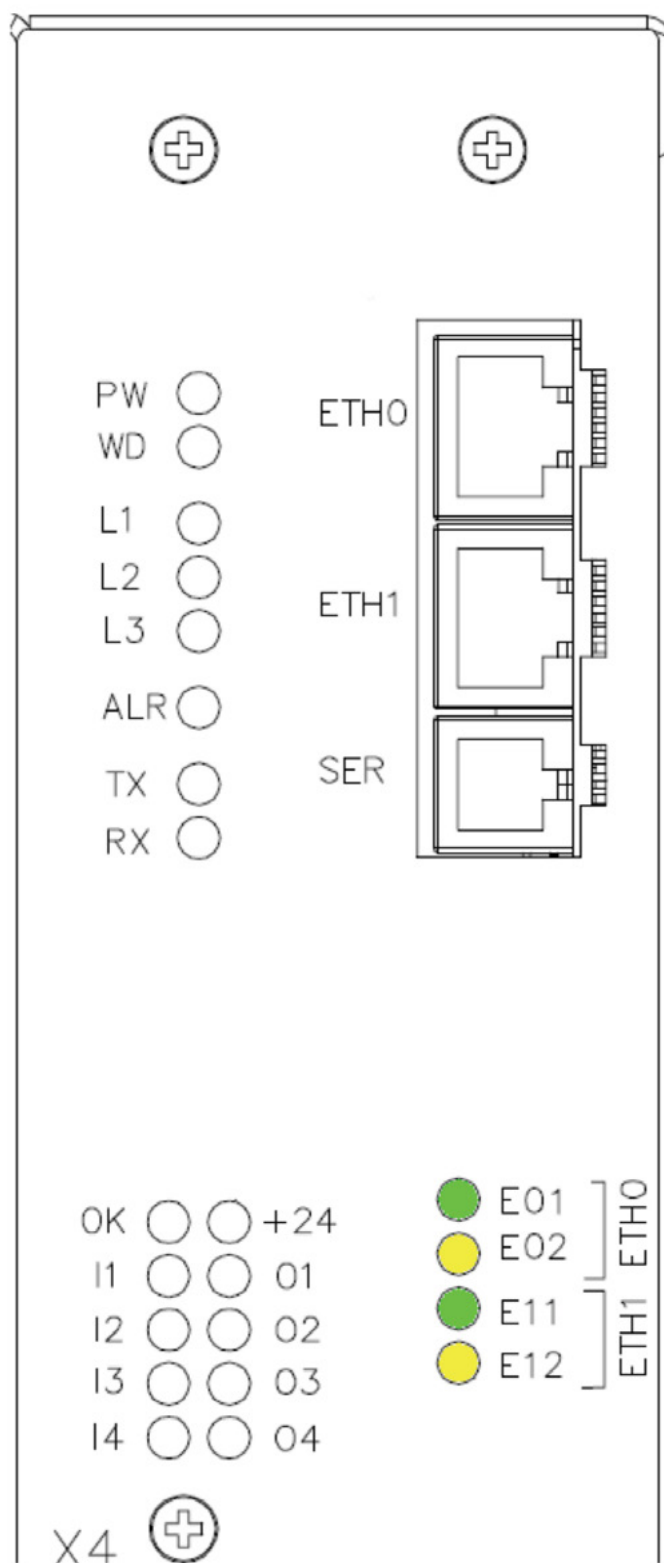 PW
WD
L1
L2
L3
ALR
TX
RX
ETH0
ETH1
SER
OK +24
I1 O1
I2 O2
I3 O3
I4 O4
E01
E02
ETH0
E11
E12
ETH1
X4